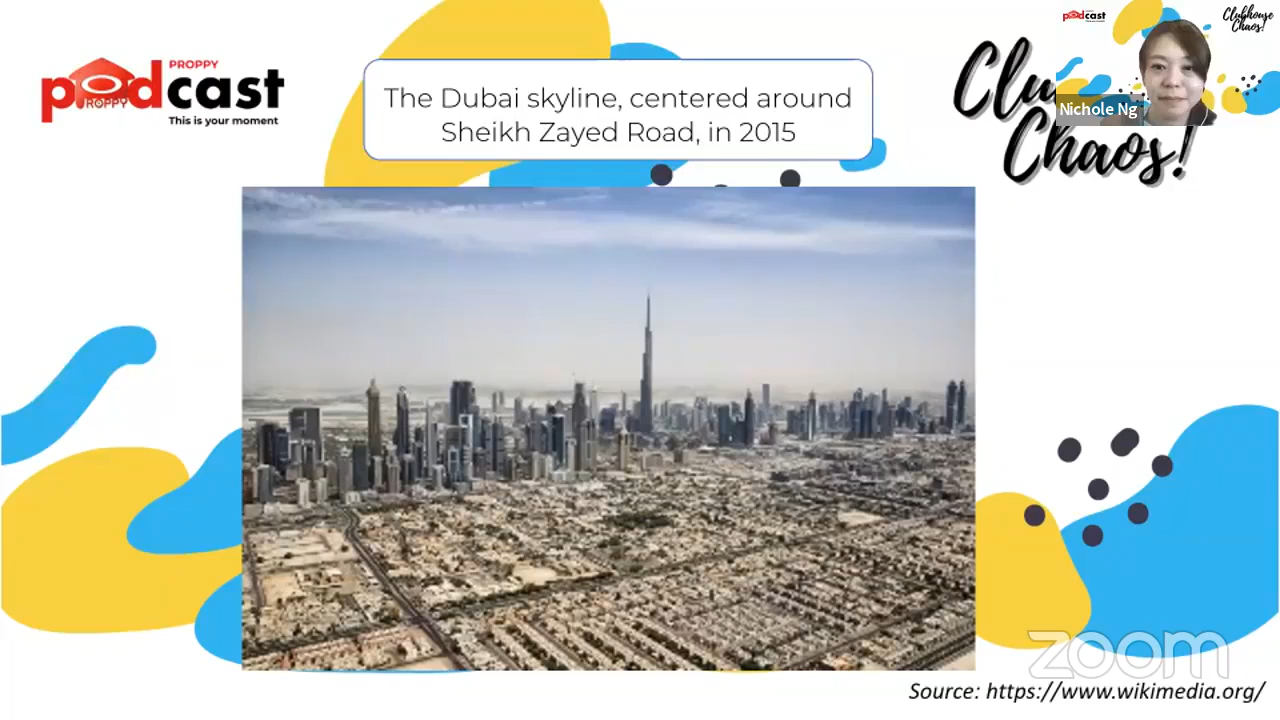 PROPPY
podcast
PROPPY
This is your moment
The Dubai skyline, centered around
Sheikh Zayed Road, in 2015
Chaos!
podcast
Clubhouse
Chaos!
Nichole Ng
zoom
Source: https://www.wikimedia.org/